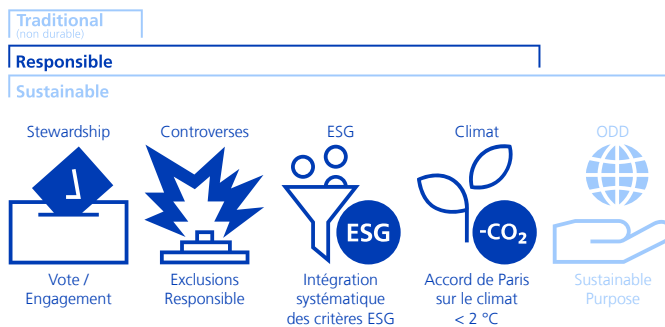 Traditional
(non durable)
Responsible
Sustainable
Stewardship
Controverses
ESG
Climat
ODD
ESG
-CO₂
Vote /
Engagement
Exclusions
Responsible
Intégration
systématique
des critères ESG
Accord de Paris
sur le climat
< 2 °C
Sustainable
Purpose